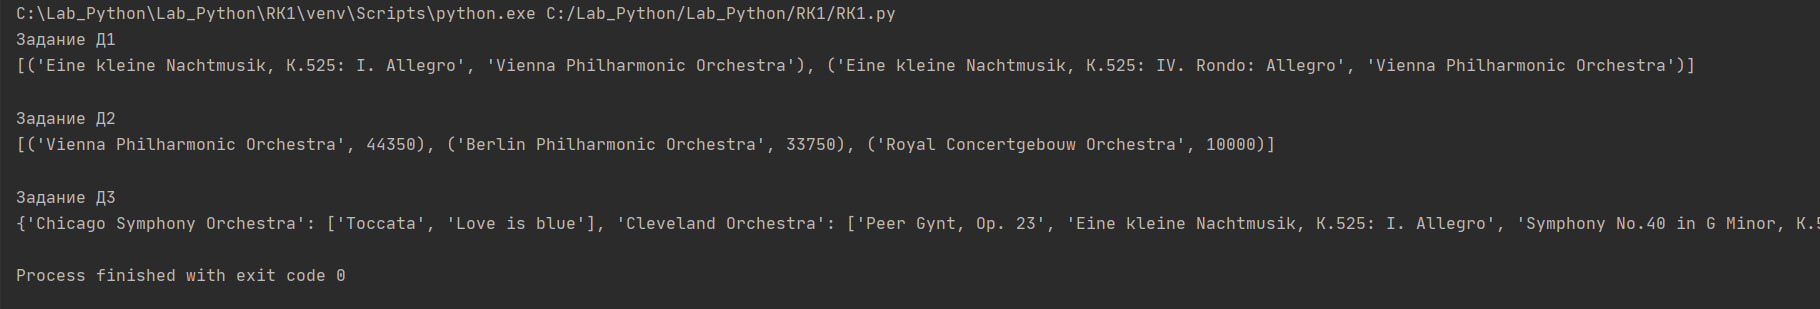 C:\Lab_Python\Lab_Python\RK1\venv\Scripts\python.exe C:/Lab_Python/Lab_Python/RK1/RK1.py
Задание Д1
[('Eine kleine Nachtmusik, K.525: I. Allegro', 'Vienna Philharmonic Orchestra'), ('Eine kleine Nachtmusik, K.525: IV. Rondo: Allegro', 'Vienna Philharmonic Orchestra')]
Задание Д2
[('Vienna Philharmonic Orchestra', 44350), ('Berlin Philharmonic Orchestra', 33750), ('Royal Concertgebouw Orchestra', 10000)]
Задание Д3
{'Chicago Symphony Orchestra': ['Toccata', 'Love is blue'], 'Cleveland Orchestra': ['Peer Gynt, Op. 23', 'Eine kleine Nachtmusik, K.525: I. Allegro', 'Symphony No.40 in G Minor, K.5
Process finished with exit code 0